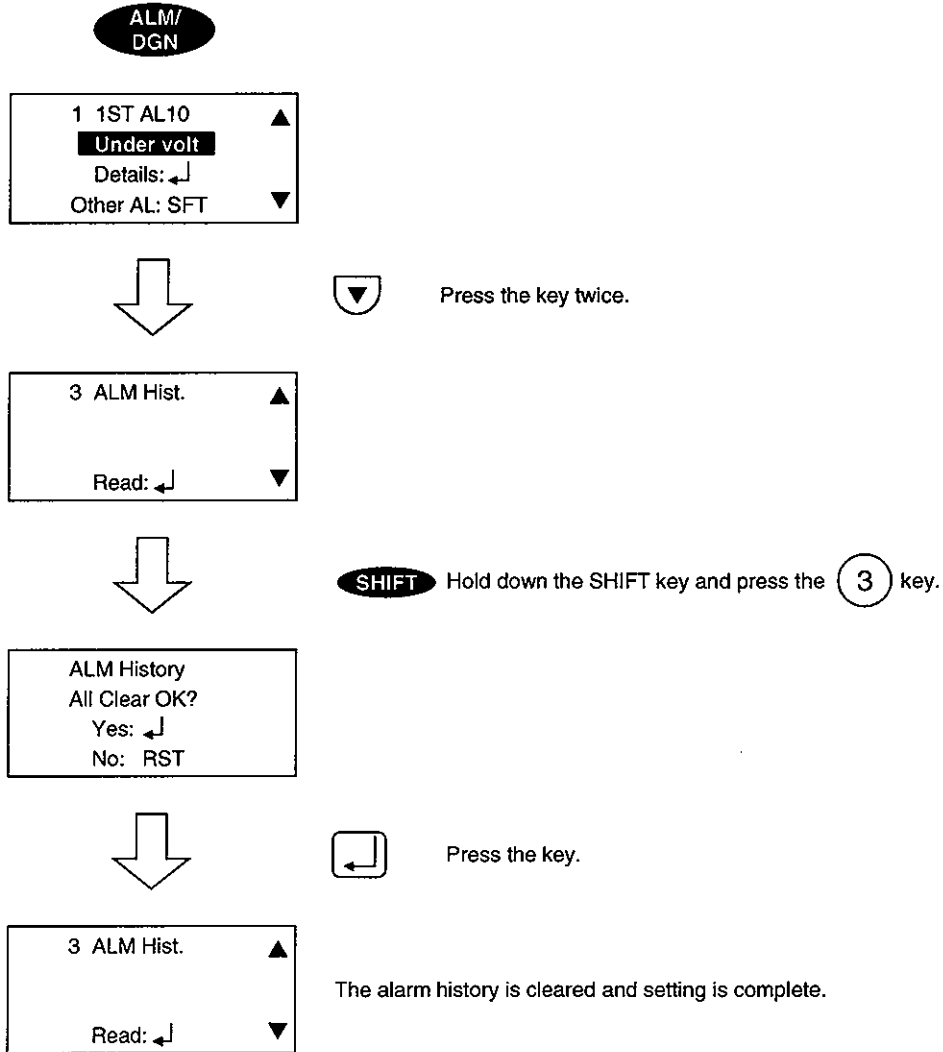 ALM/
DGN
1 1ST AL10 ▲
Under volt
Details: ↵
Other AL: SFT ▼
▼ Press the key twice.
3 ALM Hist. ▲
Read: ↵ ▼
SHIFT Hold down the SHIFT key and press the 3 key.
ALM History
All Clear OK?
Yes: ↵
No: RST
↵ Press the key.
3 ALM Hist. ▲
The alarm history is cleared and setting is complete.
Read: ↵ ▼